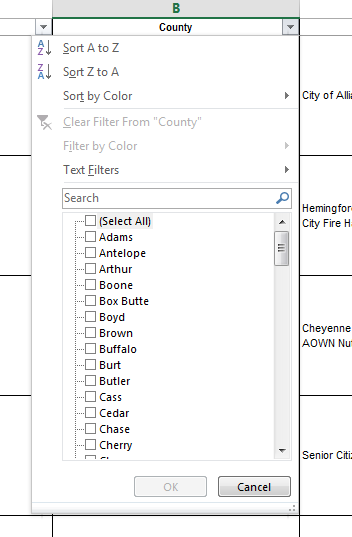 B
County
Sort A to Z
Sort Z to A
Sort by Color
Clear Filter From "County"
Filter by Color
Text Filters
Search
(Select All)
Adams
Antelope
Arthur
Boone
Box Butte
Boyd
Brown
Buffalo
Burt
Butler
Cass
Cedar
Chase
Cherry
OK
Cancel
City of Allia
Hemingford
City Fire Ha
Cheyenne
AOWN Nut
Senior Citiz